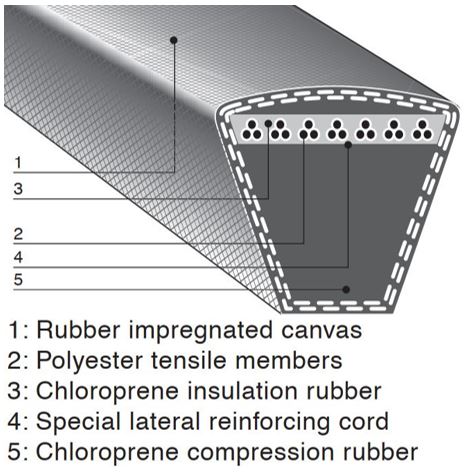 1
3
2
4
5
1: Rubber impregnated canvas
2: Polyester tensile members
3: Chloroprene insulation rubber
4: Special lateral reinforcing cord
5: Chloroprene compression rubber